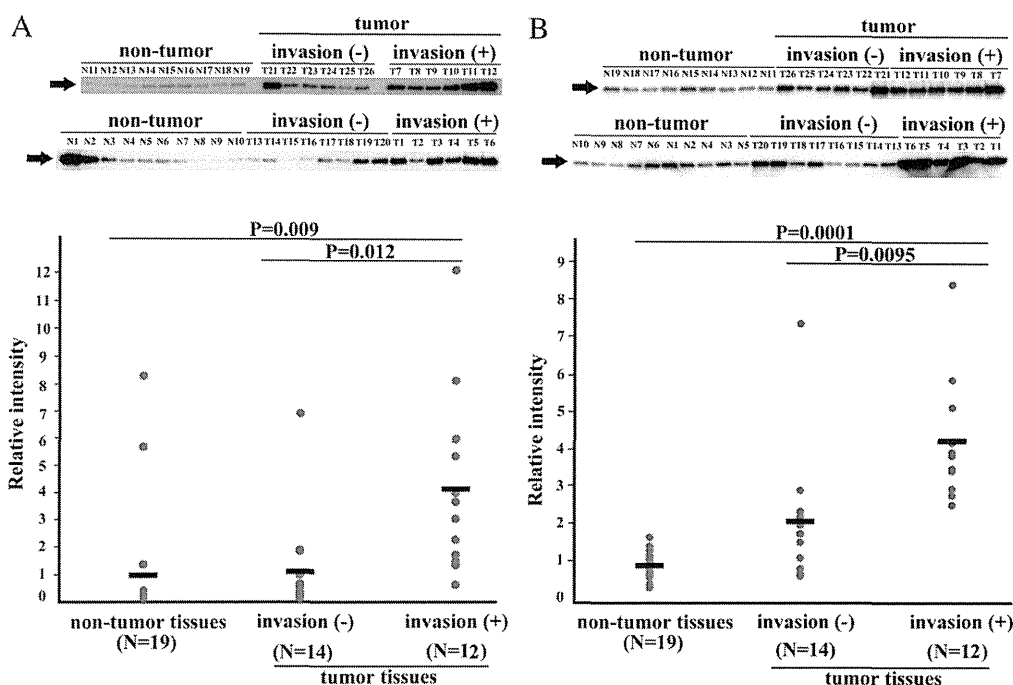 A
tumor
non-tumor invasion (-) invasion (+)
N11 N12 N13 N14 N15 N16 N17 N18 N19 T21 T22 T23 T24 T25 T26 T7 T8 T9 T10 T11 T12
non-tumor invasion (-) invasion (+)
N1 N2 N3 N4 N5 N6 N7 N8 N9 N10 T13 T14 T15 T16 T17 T18 T19 T20 T1 T2 T3 T4 T5 T6
P=0.009
P=0.012
Relative intensity
12
11
10
9
8
7
6
5
4
3
2
1
0
non-tumor tissues
(N=19)
invasion (-)
(N=14)
invasion (+)
(N=12)
tumor tissues
B
tumor
non-tumor invasion (-) invasion (+)
N19 N18 N17 N16 N15 N14 N13 N12 N11 T26 T25 T24 T23 T22 T21 T12 T11 T10 T9 T8 T7
non-tumor invasion (-) invasion (+)
N10 N9 N8 N7 N6 N1 N2 N4 N3 N5 T20 T19 T18 T17 T16 T15 T14 T13 T6 T5 T4 T3 T2 T1
P=0.0001
P=0.0095
Relative intensity
9
8
7
6
5
4
3
2
1
0
non-tumor tissues
(N=19)
invasion (-)
(N=14)
invasion (+)
(N=12)
tumor tissues